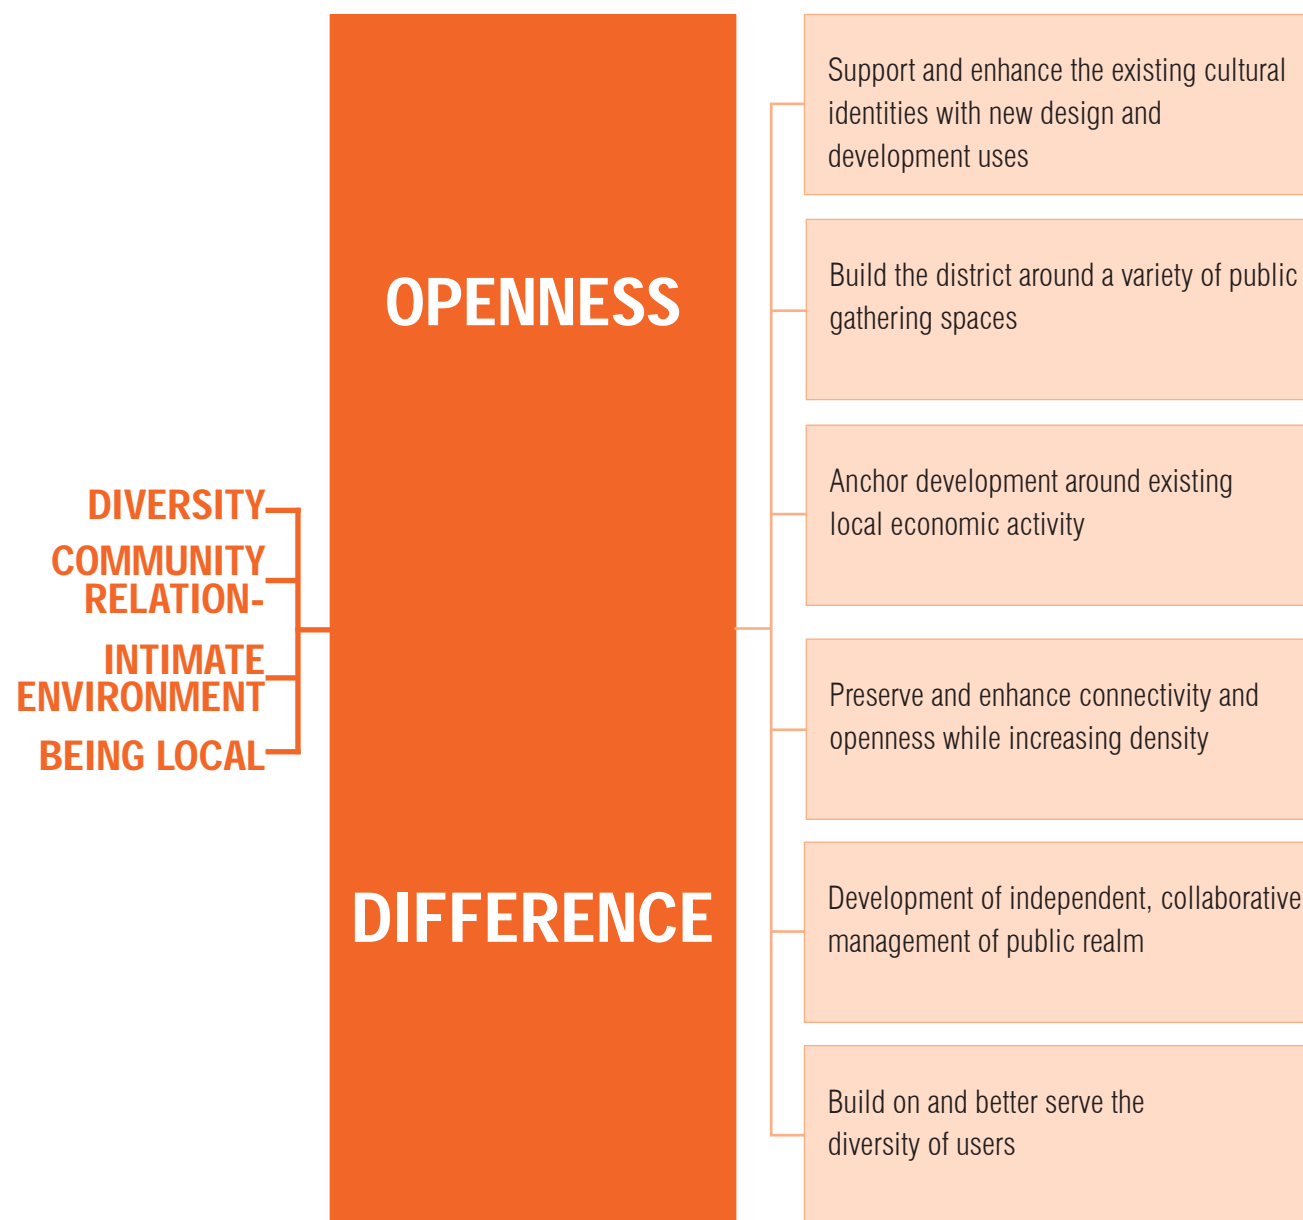 DIVERSITY
COMMUNITY
RELATION-
INTIMATE
ENVIRONMENT
BEING LOCAL
OPENNESS
DIFFERENCE
Support and enhance the existing cultural
identities with new design and
development uses
Build the district around a variety of public
gathering spaces
Anchor development around existing
local economic activity
Preserve and enhance connectivity and
openness while increasing density
Development of independent, collaborative
management of public realm
Build on and better serve the
diversity of users